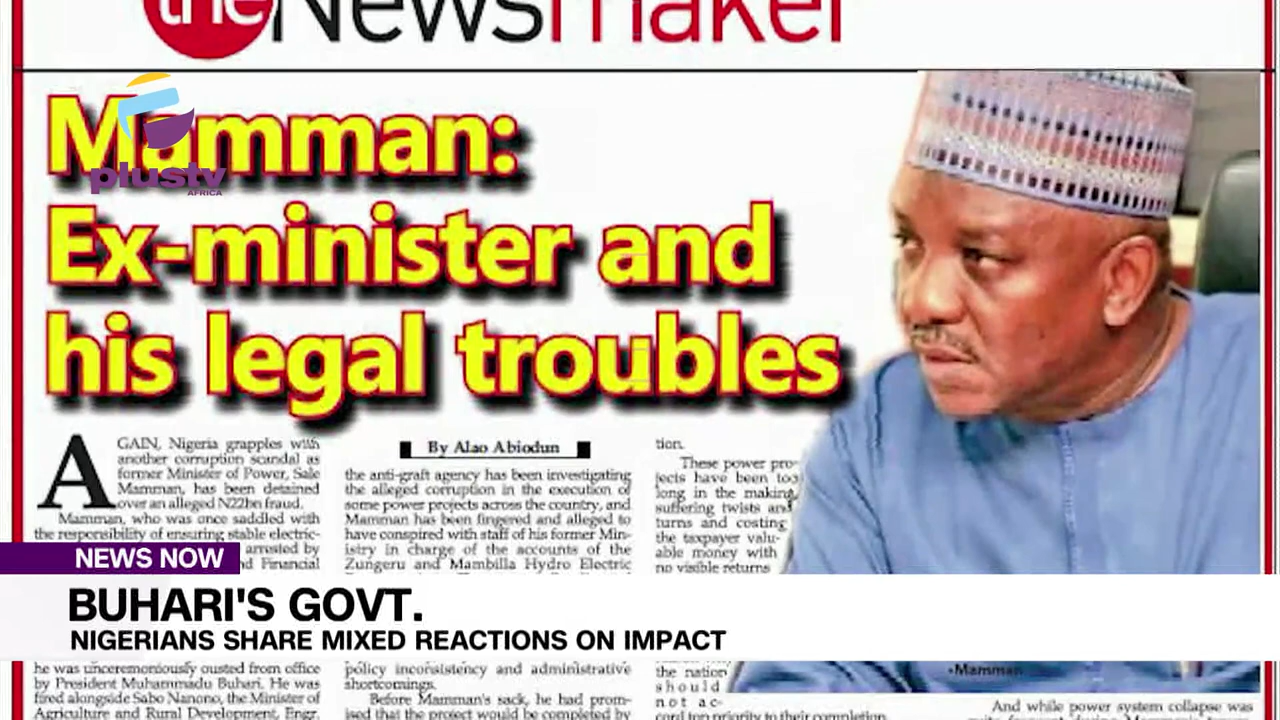 the Newsmaker
Mamman:
Ex-minister and
his legal troubles
plustv
AFRICA
AGAIN, Nigeria grapples with
another corruption scandal as
former Minister of Power, Sale
Mamman, has been detained
over an alleged N22bn fraud.
Mamman, who was once saddled with
the responsibility of ensuring stable electric-
arrested by
nd Financial
By Alao Abiodun
the anti-graft agency has been investigating
the alleged corruption in the execution of
some power projects across the country, and
Mamman has been fingered and alleged to
have conspired with staff of his former Min-
istry in charge of the accounts of the
Zungeru and Mambilla Hydro Electric
tion.
These power pro-
jects have been too
long in the making,
suffering twists and
turns and costing
the taxpayer valu-
able money with
no visible returns
NEWS NOW
BUHARI'S GOVT.
NIGERIANS SHARE MIXED REACTIONS ON IMPACT
he was unceremoniously ousted from office
by President Muhammadu Buhari. He was
fired alongside Sabo Nanono, the Minister of
Agriculture and Rural Development, Engr.
policy inconsistency and administrative
shortcomings.
Before Mamman's sack, he had prom-
ised that the project would be completed by
the nation
should
not ac-
cord top priority to their completion.
•Mamman
And while power system collapse was